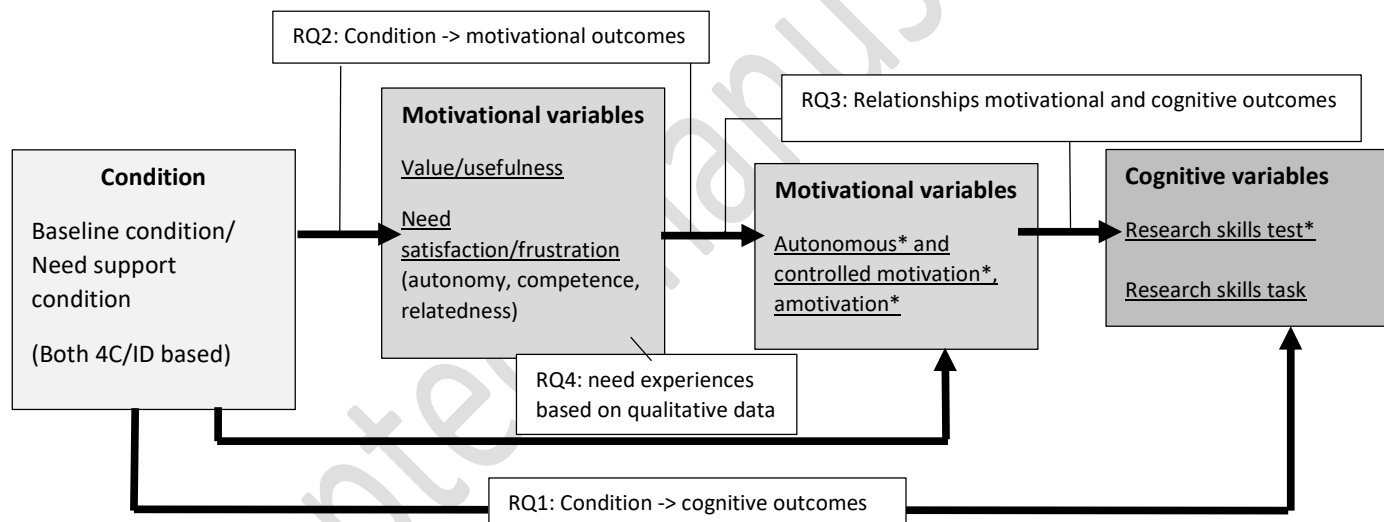 RQ2: Condition -> motivational outcomes
RQ3: Relationships motivational and cognitive outcomes
Condition
Baseline condition/
Need support
condition
(Both 4C/ID based)
Motivational variables
Value/usefulness
Need
satisfaction/frustration
(autonomy, competence,
relatedness)
Motivational variables
Autonomous* and
controlled motivation*,
amotivation*
Cognitive variables
Research skills test*
Research skills task
RQ4: need experiences
based on qualitative data
RQ1: Condition -> cognitive outcomes